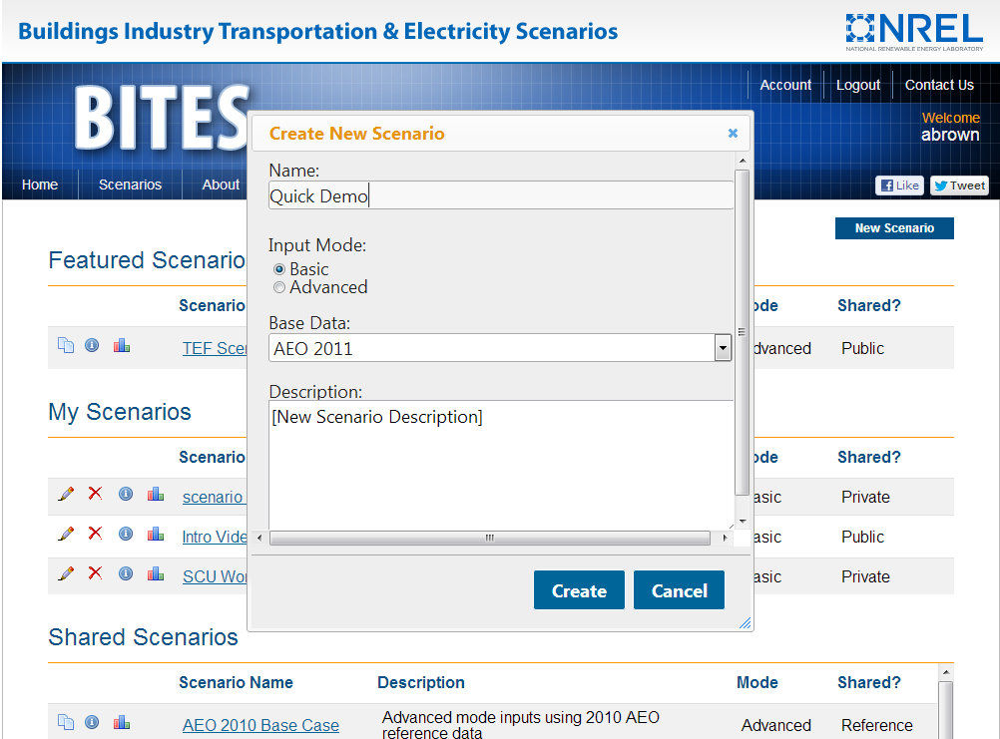 Buildings Industry Transportation & Electricity Scenarios
NREL
NATIONAL RENEWABLE ENERGY LABORATORY
BITES
Account
Logout
Contact Us
Welcome
abrown
Home
Scenarios
About
Like
Tweet
New Scenario
Create New Scenario
Name:
Quick Demo
Input Mode:
Basic
Advanced
Base Data:
AEO 2011
Description:
[New Scenario Description]
Create
Cancel
Featured Scenario
Scenario
ode
Shared?
TEF Scen
dvanced
Public
My Scenarios
Scenario
ode
Shared?
scenario
asic
Private
Intro Vide
asic
Public
SCU Wor
asic
Private
Shared Scenarios
Scenario Name
Description
Mode
Shared?
AEO 2010 Base Case
Advanced mode inputs using 2010 AEO
reference data
Advanced
Reference